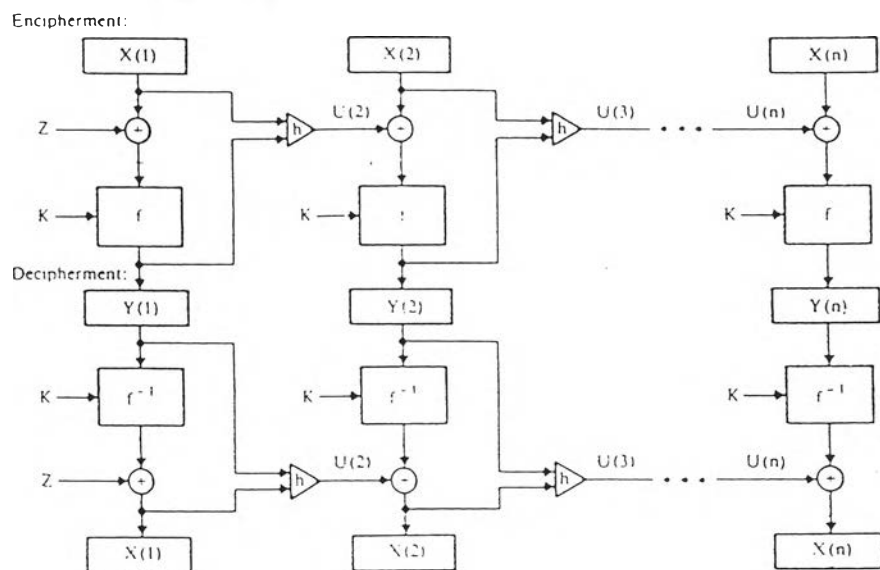 Encipherment:
X(1) X(2) X(n)
Z + h U(2) + h U(3) U(n) +
K f K f K f
Decipherment:
Y(1) Y(2) Y(n)
K f⁻¹ K f⁻¹ K f⁻¹
Z + h U(2) + h U(3) U(n) +
X(1) X(2) X(n)